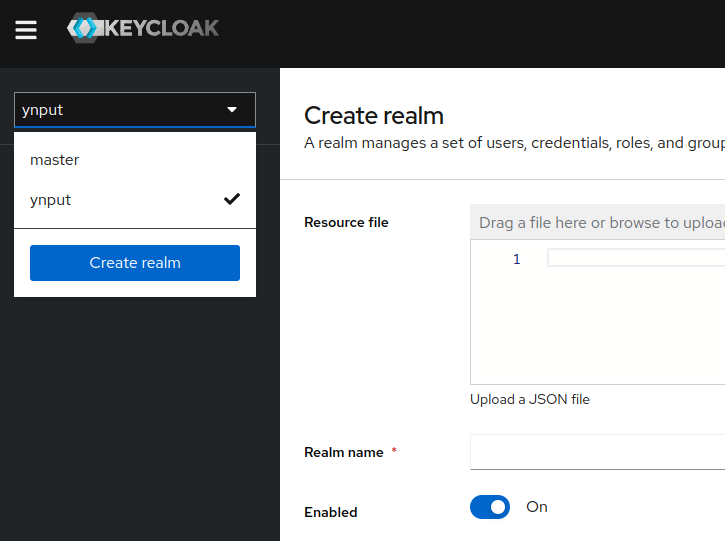 KEYCLOAK
ynput
master
ynput
Create realm
Create realm
A realm manages a set of users, credentials, roles, and group
Resource file
Drag a file here or browse to uploa
1
Upload a JSON file
Realm name *
Enabled
On